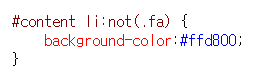 #content li:not(.fa) {
    background-color:#ffd800;
}